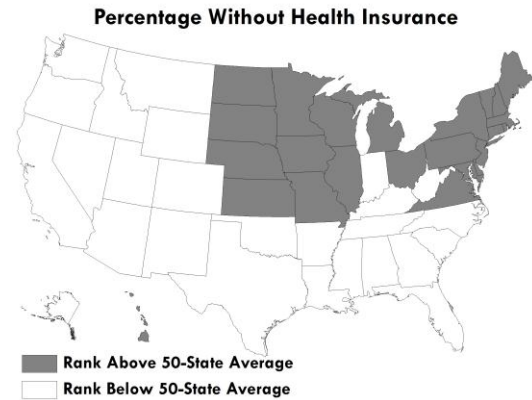 Percentage Without Health Insurance
Rank Above 50-State Average
Rank Below 50-State Average